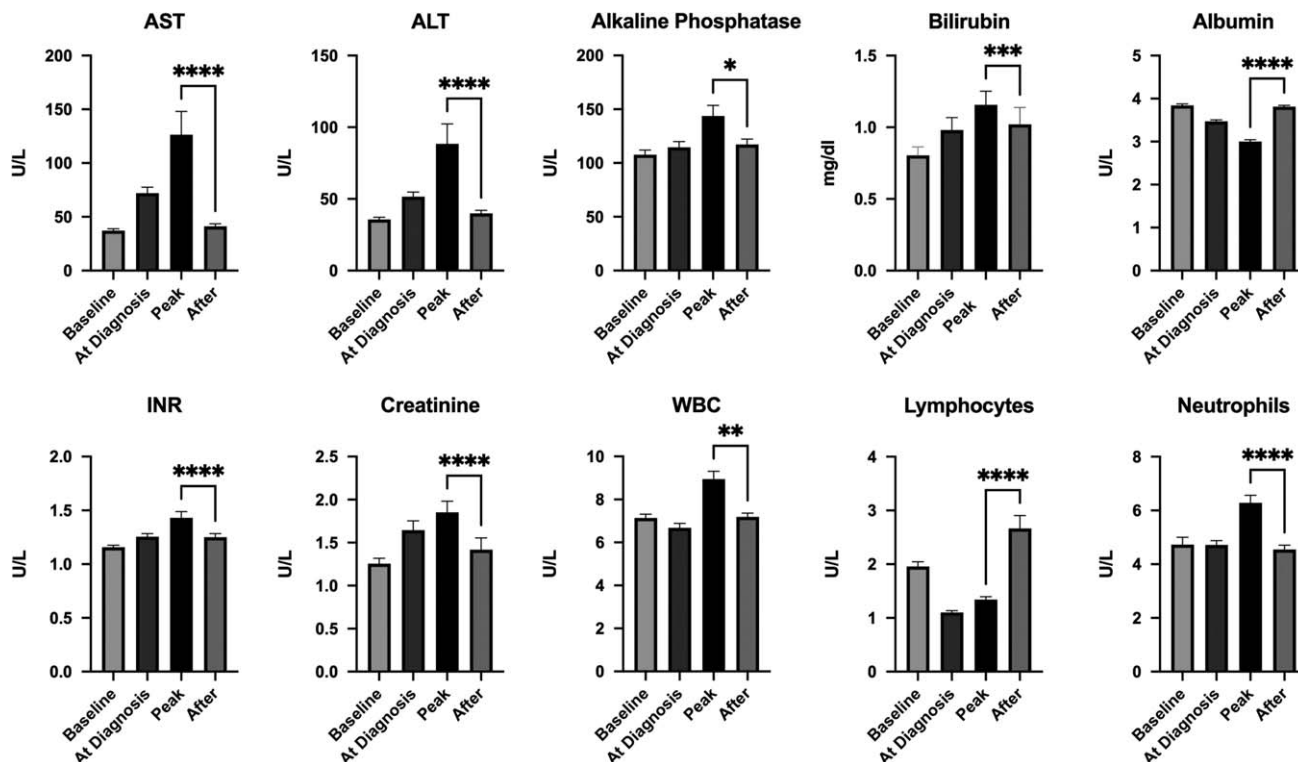 AST
U/L
200
150
100
50
0
****
Baseline
At Diagnosis
Peak
After
ALT
U/L
150
100
50
0
****
Baseline
At Diagnosis
Peak
After
Alkaline Phosphatase
U/L
200
150
100
50
0
*
Baseline
At Diagnosis
Peak
After
Bilirubin
mg/dl
1.5
1.0
0.5
0.0
***
Baseline
At Diagnosis
Peak
After
Albumin
U/L
5
4
3
2
1
0
****
Baseline
At Diagnosis
Peak
After
INR
U/L
2.0
1.5
1.0
0.5
0.0
****
Baseline
At Diagnosis
Peak
After
Creatinine
U/L
2.5
2.0
1.5
1.0
0.5
0.0
****
Baseline
At Diagnosis
Peak
After
WBC
U/L
10
8
6
4
2
0
**
Baseline
At Diagnosis
Peak
After
Lymphocytes
U/L
4
3
2
1
0
****
Baseline
At Diagnosis
Peak
After
Neutrophils
U/L
8
6
4
2
0
****
Baseline
At Diagnosis
Peak
After